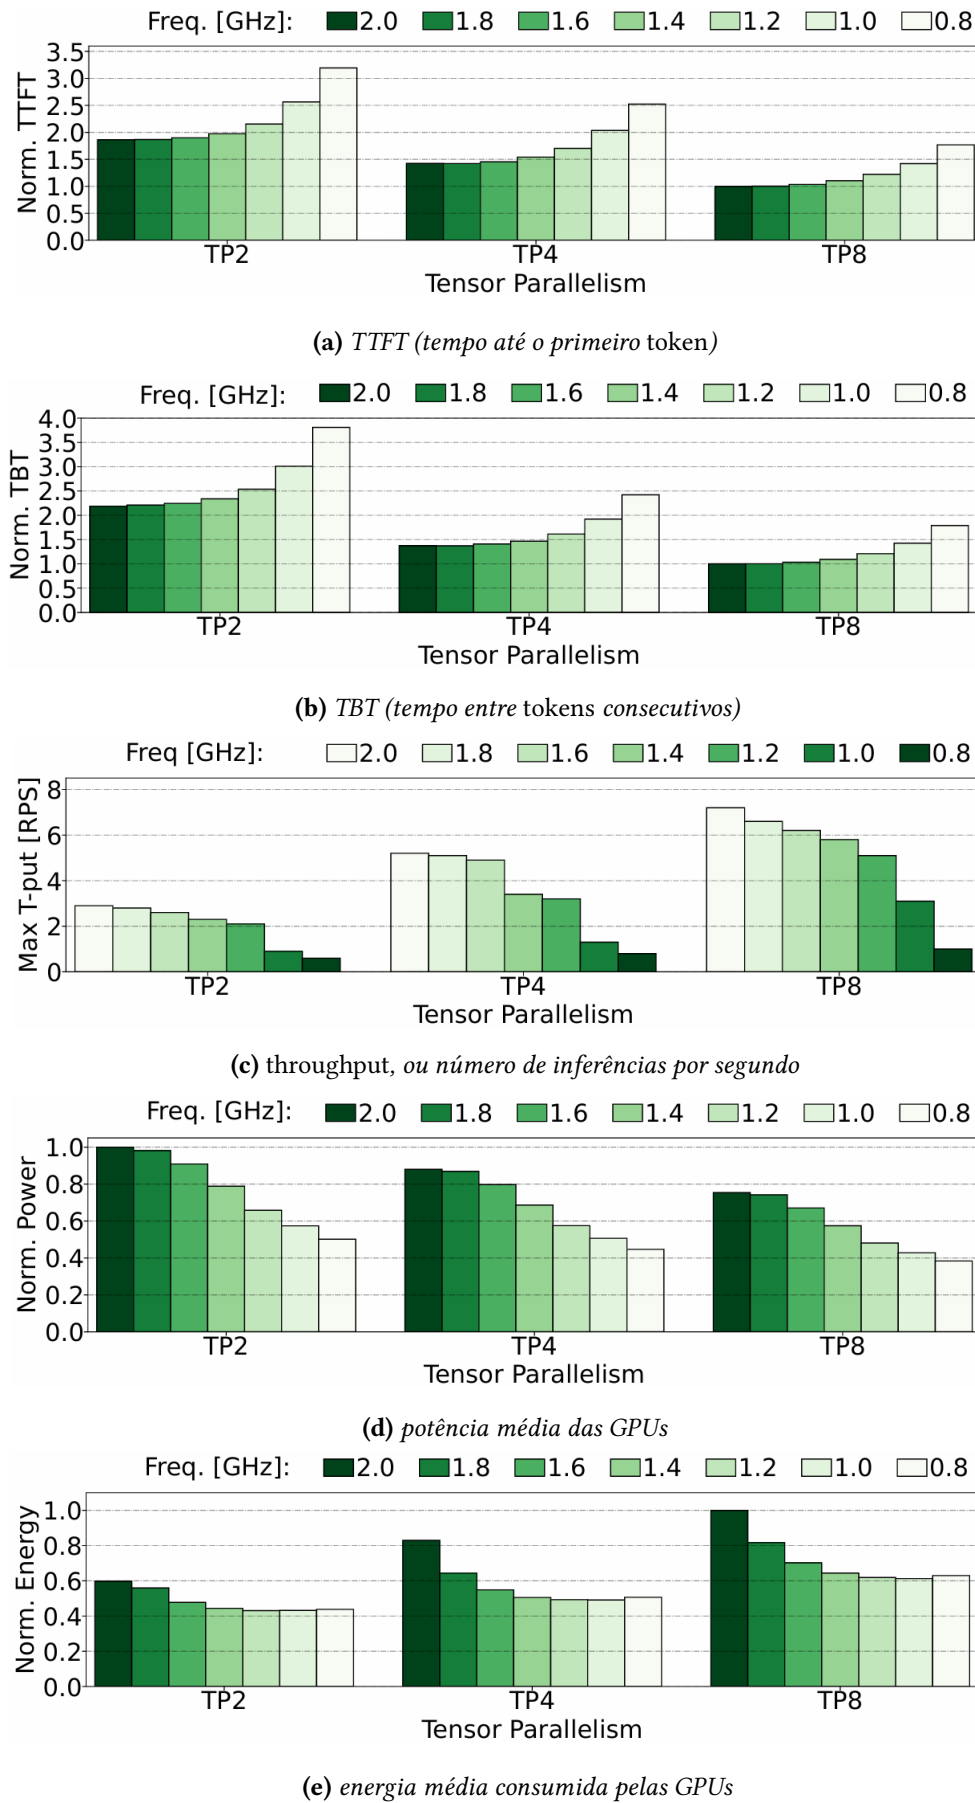 Freq. [GHz]: 2.0 1.8 1.6 1.4 1.2 1.0 0.8
3.5
3.0
2.5
2.0
1.5
1.0
0.5
0.0
Norm. TTFT
TP2 TP4 TP8
Tensor Parallelism
(a) TTFT (tempo até o primeiro token)
Freq. [GHz]: 2.0 1.8 1.6 1.4 1.2 1.0 0.8
4.0
3.5
3.0
2.5
2.0
1.5
1.0
0.5
0.0
Norm. TBT
TP2 TP4 TP8
Tensor Parallelism
(b) TBT (tempo entre tokens consecutivos)
Freq [GHz]: 2.0 1.8 1.6 1.4 1.2 1.0 0.8
8
6
4
2
0
Max T-put [RPS]
TP2 TP4 TP8
Tensor Parallelism
(c) throughput, ou número de inferências por segundo
Freq. [GHz]: 2.0 1.8 1.6 1.4 1.2 1.0 0.8
1.0
0.8
0.6
0.4
0.2
0.0
Norm. Power
TP2 TP4 TP8
Tensor Parallelism
(d) potência média das GPUs
Freq. [GHz]: 2.0 1.8 1.6 1.4 1.2 1.0 0.8
1.0
0.8
0.6
0.4
0.2
0.0
Norm. Energy
TP2 TP4 TP8
Tensor Parallelism
(e) energia média consumida pelas GPUs